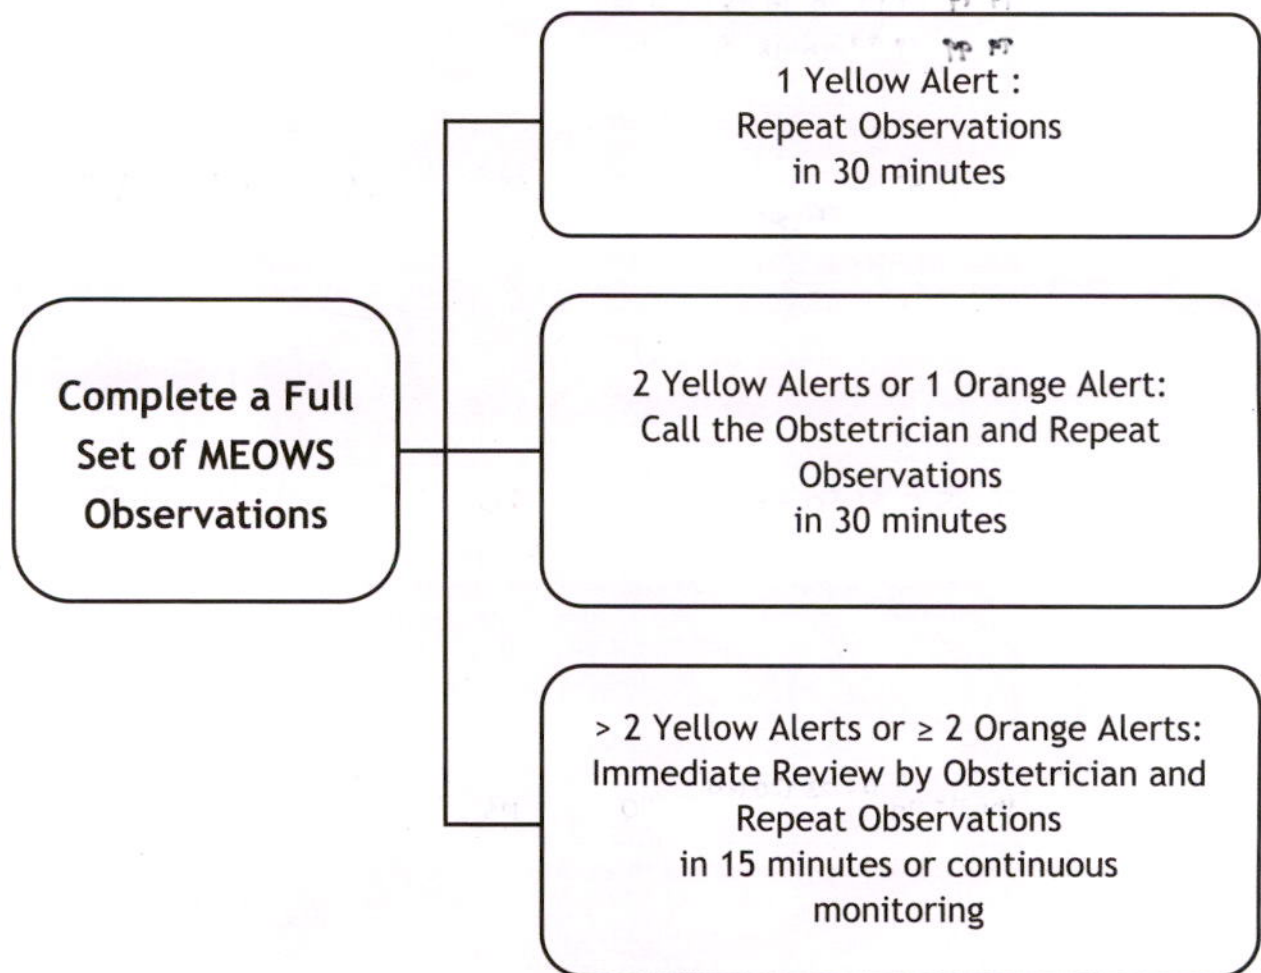 1 Yellow Alert :
Repeat Observations
in 30 minutes
Complete a Full
Set of MEOWS
Observations
2 Yellow Alerts or 1 Orange Alert:
Call the Obstetrician and Repeat
Observations
in 30 minutes
> 2 Yellow Alerts or ≥ 2 Orange Alerts:
Immediate Review by Obstetrician and
Repeat Observations
in 15 minutes or continuous
monitoring